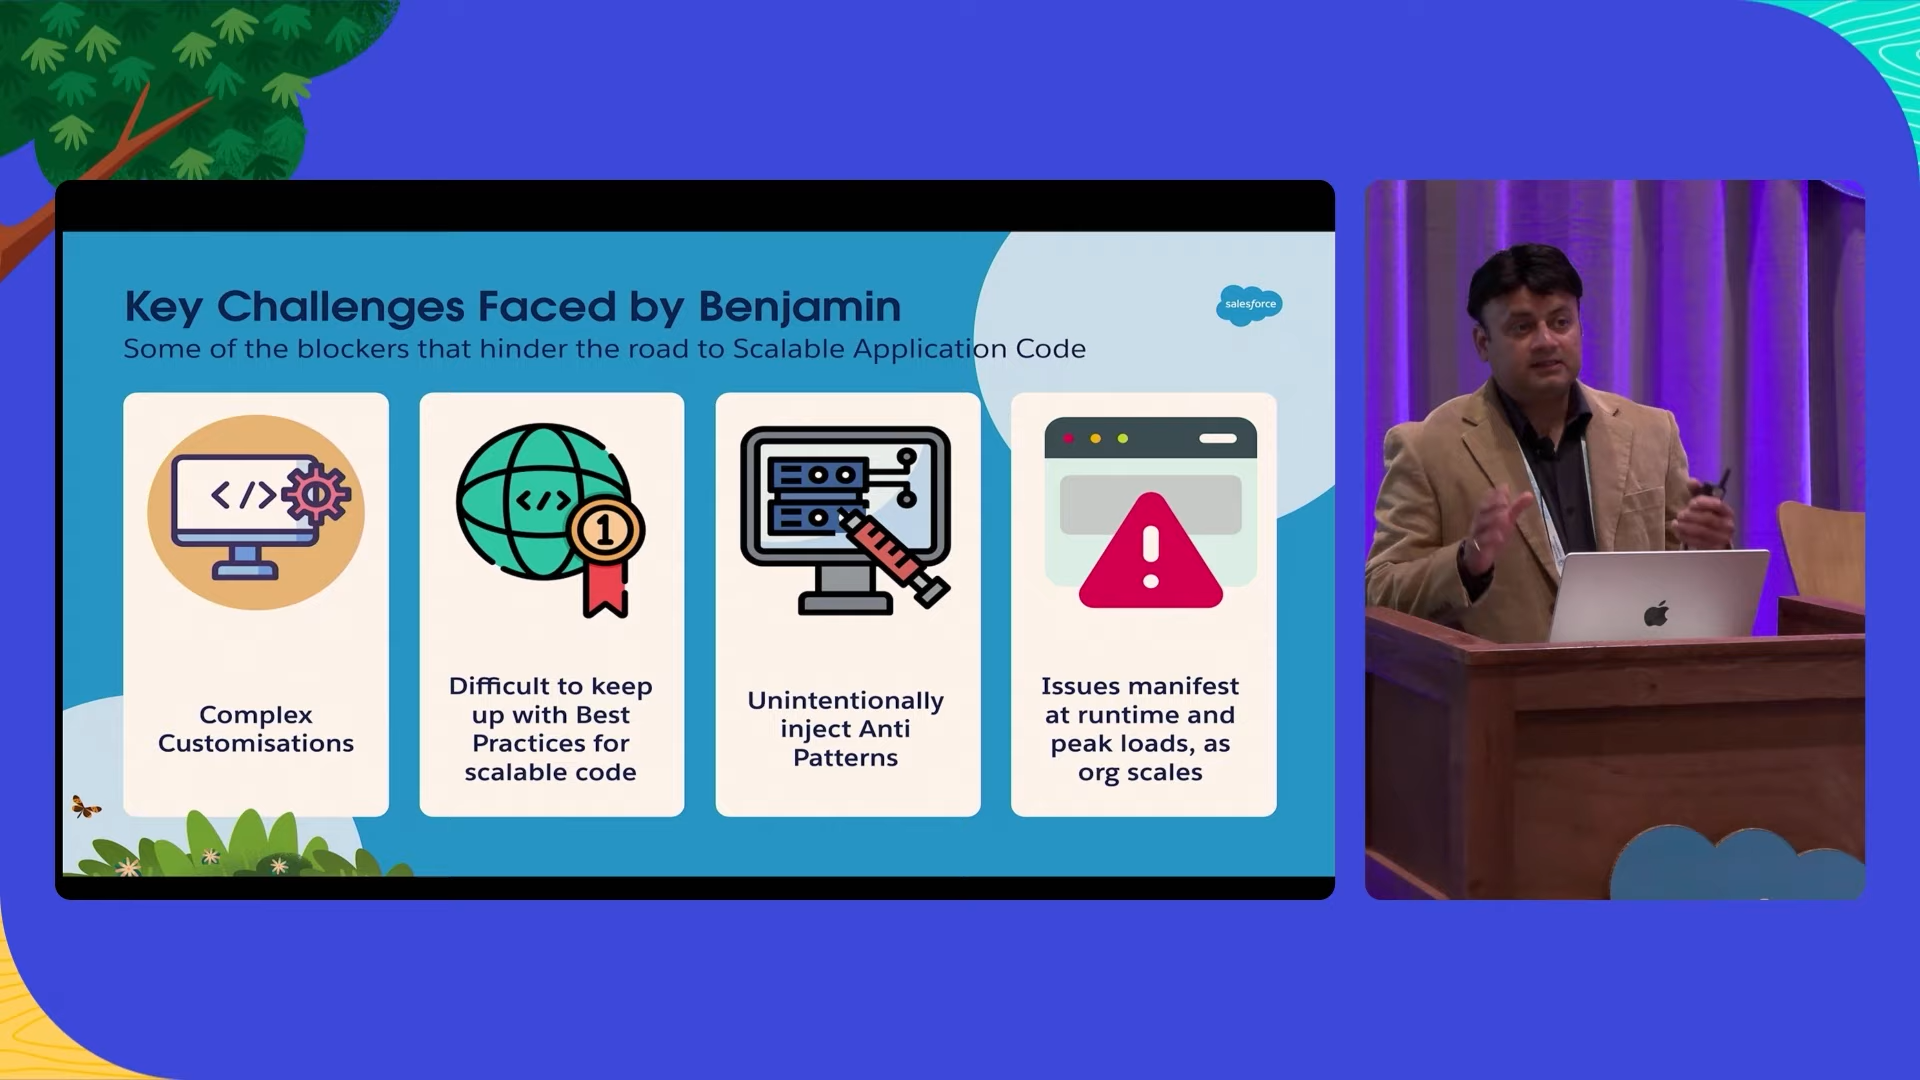 Key Challenges Faced by Benjamin
Some of the blockers that hinder the road to Scalable Application Code
salesforce
</>
Complex
Customisations
</>
1
Difficult to keep
up with Best
Practices for
scalable code
Unintentionally
inject Anti
Patterns
!
Issues manifest
at runtime and
peak loads, as
org scales